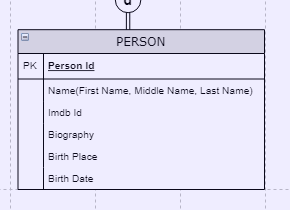 d
PERSON
PK Person Id
Name(First Name, Middle Name, Last Name)
Imdb Id
Biography
Birth Place
Birth Date